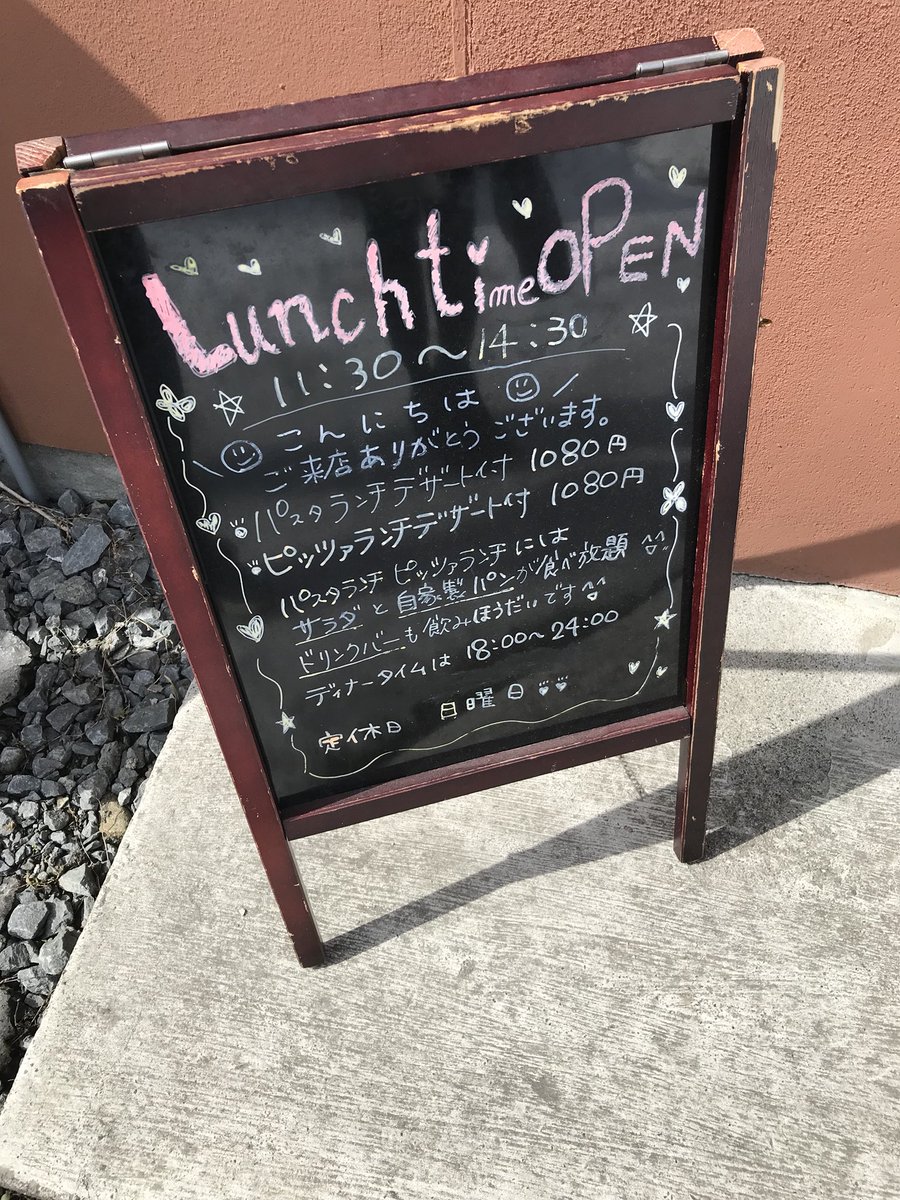 Lunch time OPEN
11:30～14:30
こんにちは
ご来店ありがとうございます。
パスタランチデザート付 1080円
ピッツァランチデザート付 1080円
パスタランチ ピッツァランチには
サラダと自家製パンが食べ放題
ドリンクバーも飲みほうだいです^^
ディナータイムは 18:00～24:00
定休日 日曜日